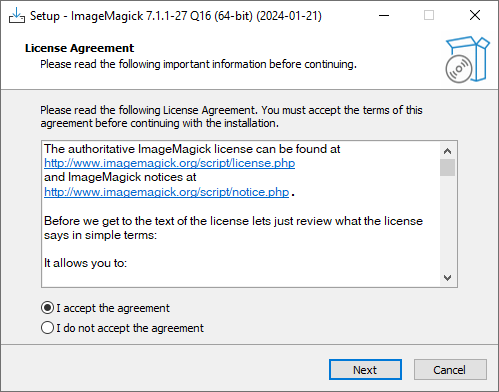 Setup - ImageMagick 7.1.1-27 Q16 (64-bit) (2024-01-21)
License Agreement
Please read the following important information before continuing.
Please read the following License Agreement. You must accept the terms of this
agreement before continuing with the installation.
The authoritative ImageMagick license can be found at
http://www.imagemagick.org/script/license.php
and ImageMagick notices at
http://www.imagemagick.org/script/notice.php .
Before we get to the text of the license lets just review what the license
says in simple terms:
It allows you to:
I accept the agreement
I do not accept the agreement
Next
Cancel